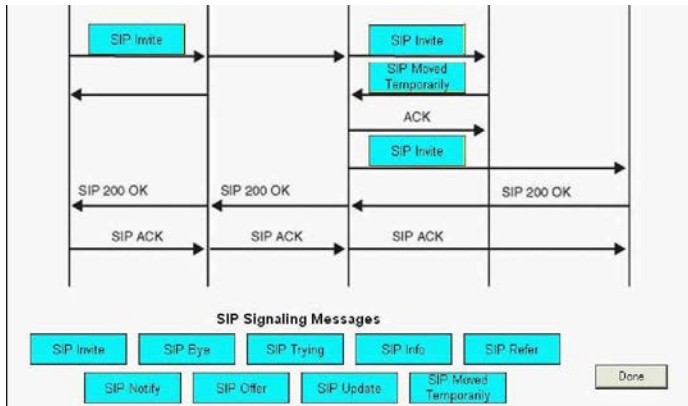 SIP Invite
SIP Invite
SIP Moved
Temporarily
ACK
SIP Invite
SIP 200 OK SIP 200 OK SIP 200 OK
SIP ACK SIP ACK SIP ACK
SIP Signaling Messages
SIP Invite SIP Bye SIP Trying SIP Info SIP Refer
SIP Notify SIP Offer SIP Update SIP Moved
Temporarily
Done